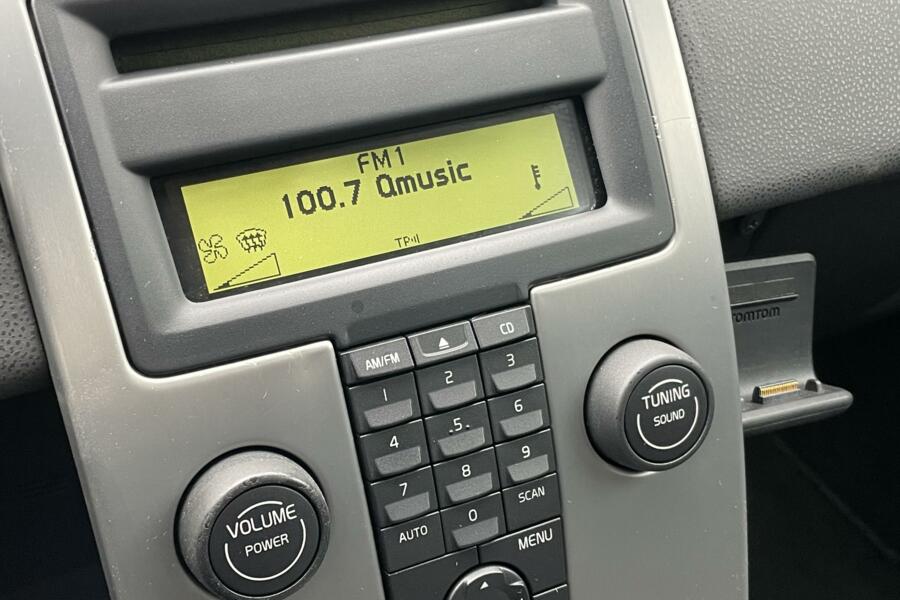 FM1
100.7 Qmusic
TP
CD
AM/FM
1
2
3
4
5
6
7
8
9
AUTO
0
SCAN
MENU
VOLUME
POWER
TUNING
SOUND
TOMTOM